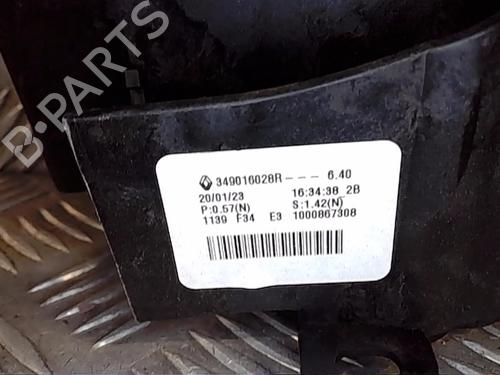 B-PARTS
349016028R - - - 6.40
20/01/23 16:34:38 2B
P:0.57(N) S:1.42(N)
1139 F34 E3 1000867308